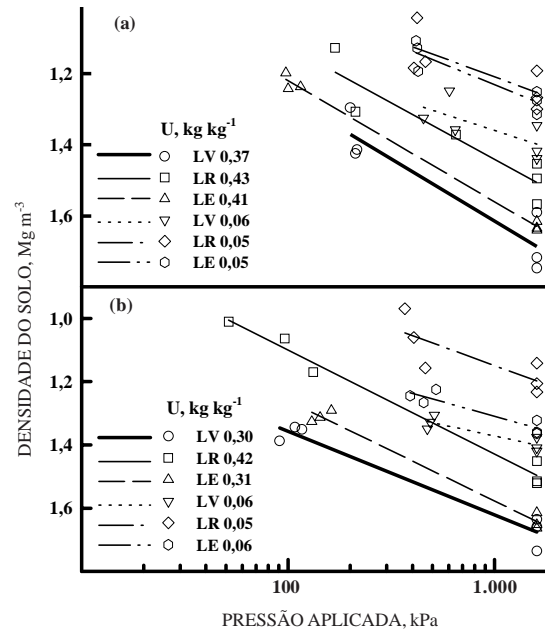 (a)
1,2
1,4
1,6
U, kg kg-1
LV 0,37
LR 0,43
LE 0,41
LV 0,06
LR 0,05
LE 0,05
DENSIDADE DO SOLO, Mg m-3
(b)
1,0
1,2
1,4
1,6
U, kg kg-1
LV 0,30
LR 0,42
LE 0,31
LV 0,06
LR 0,05
LE 0,06
100
1.000
PRESSÃO APLICADA, kPa